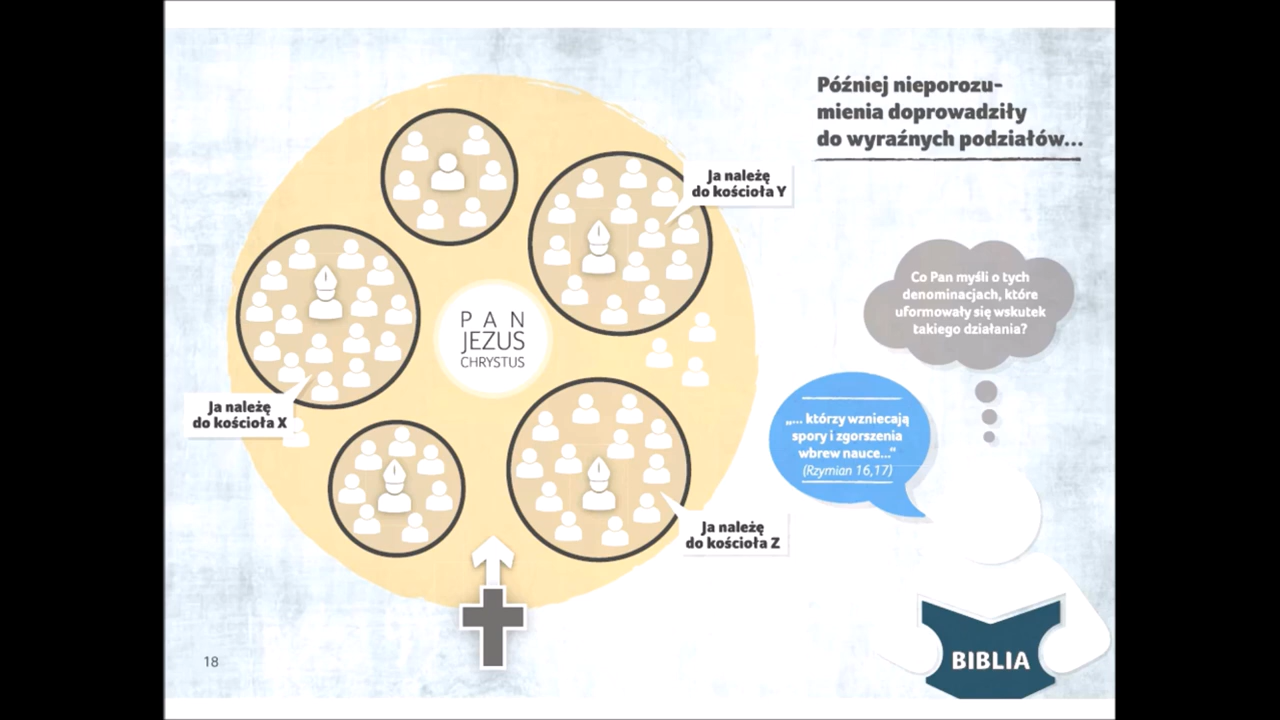 Później nieporozu-
mienia doprowadziły
do wyraźnych podziałów...
Ja należę
do kościoła Y
Co Pan myśli o tych
denominacjach, które
uformowały się wskutek
takiego działania?
PAN
JEZUS
CHRYSTUS
Ja należę
do kościoła X
„... którzy wzniecają
spory i zgorszenia
wbrew nauce...“
(Rzymian 16,17)
Ja należę
do kościoła Z
18
BIBLIA